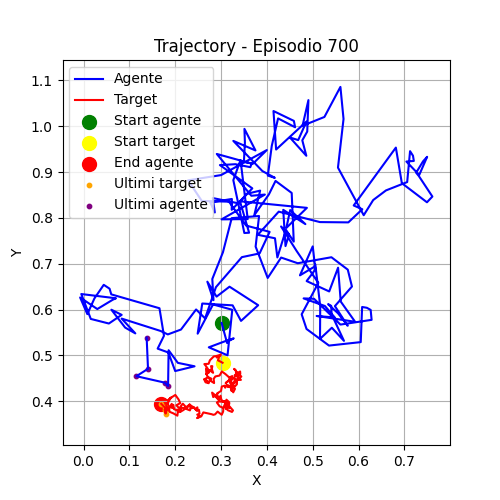 Trajectory - Episodio 700
Agente
Target
Start agente
Start target
End agente
Ultimi target
Ultimi agente
Y
1.1
1.0
0.9
0.8
0.7
0.6
0.5
0.4
0.0 0.1 0.2 0.3 0.4 0.5 0.6 0.7
X